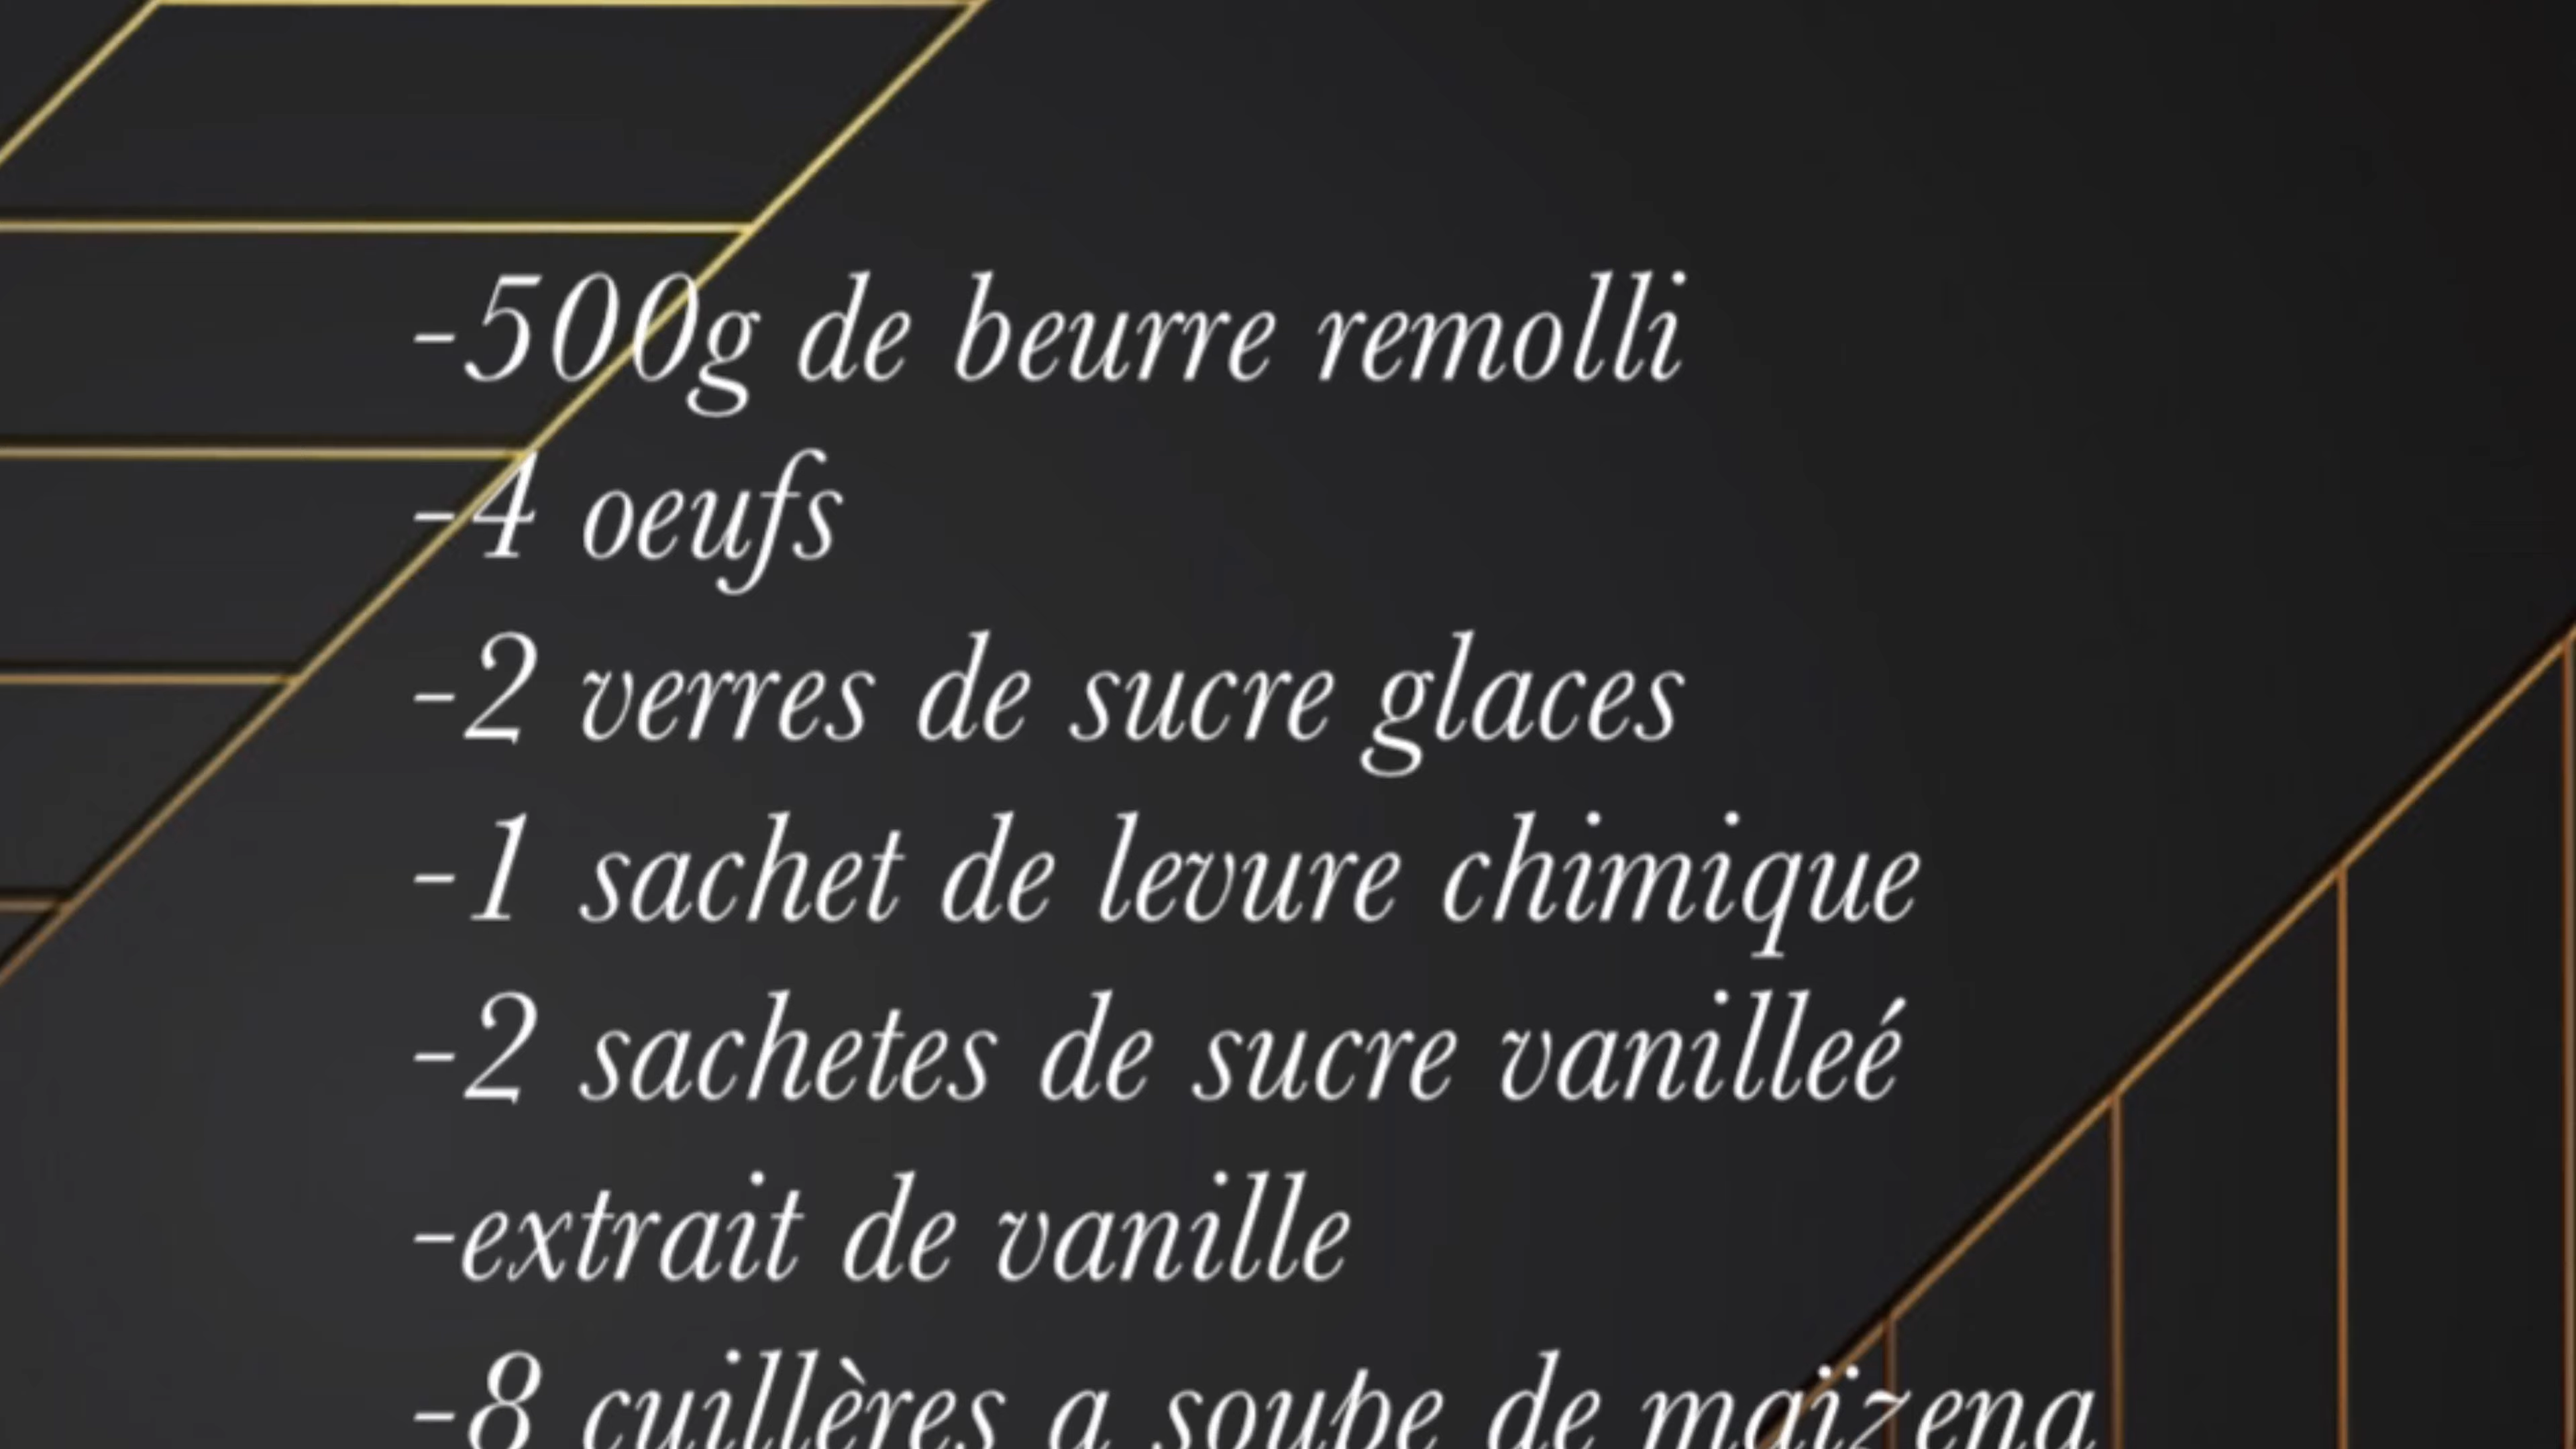 -500g de beurre remolli
-4 oeufs
-2 verres de sucre glaces
-1 sachet de levure chimique
-2 sachetes de sucre vanilleé
-extrait de vanille
-8 cuillères a soupe de maïzena